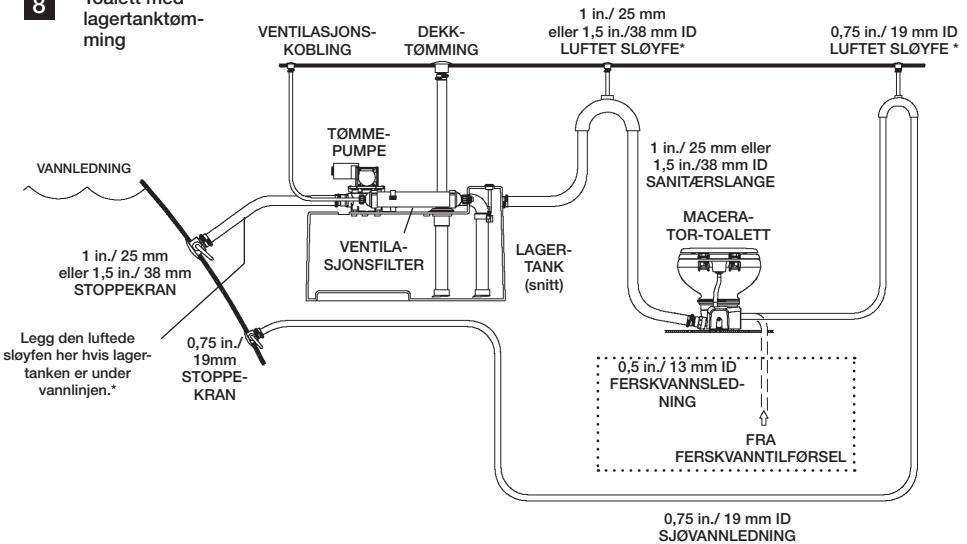 8
Toalett med
lagertanktøm-
ming
VENTILASJONS-
KOBLING
DEKK-
TØMMING
1 in./ 25 mm
eller 1,5 in./38 mm ID
LUFTET SLØYFE*
0,75 in./ 19 mm ID
LUFTET SLØYFE *
TØMME-
PUMPE
VANNLEDNING
1 in./ 25 mm eller
1,5 in./38 mm ID
SANITÆRSLANGE
MACERA-
TOR-TOALETT
VENTILA-
SJONSFILTER
LAGER-
TANK
(snitt)
1 in./ 25 mm
eller 1,5 in./ 38 mm
STOPPEKRAN
Legg den luftede
sløyfen her hvis lager-
tanken er under
vannlinjen.*
0,75 in./
19mm
STOPPE-
KRAN
0,5 in./ 13 mm ID
FERSKVANNSLED-
NING
FRA
FERSKVANNTILFØRSEL
0,75 in./ 19 mm ID
SJØVANNLEDNING